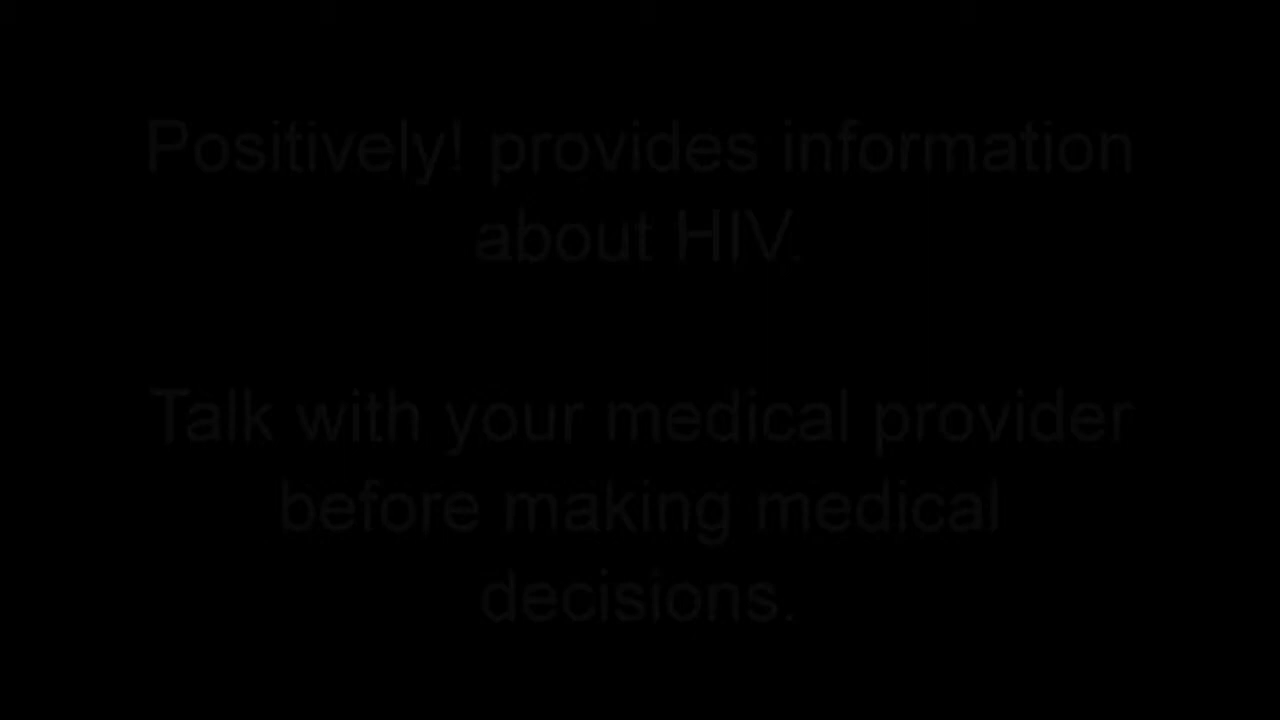 Positively! provides information
about HIV.
Talk with your medical provider
before making medical
decisions.